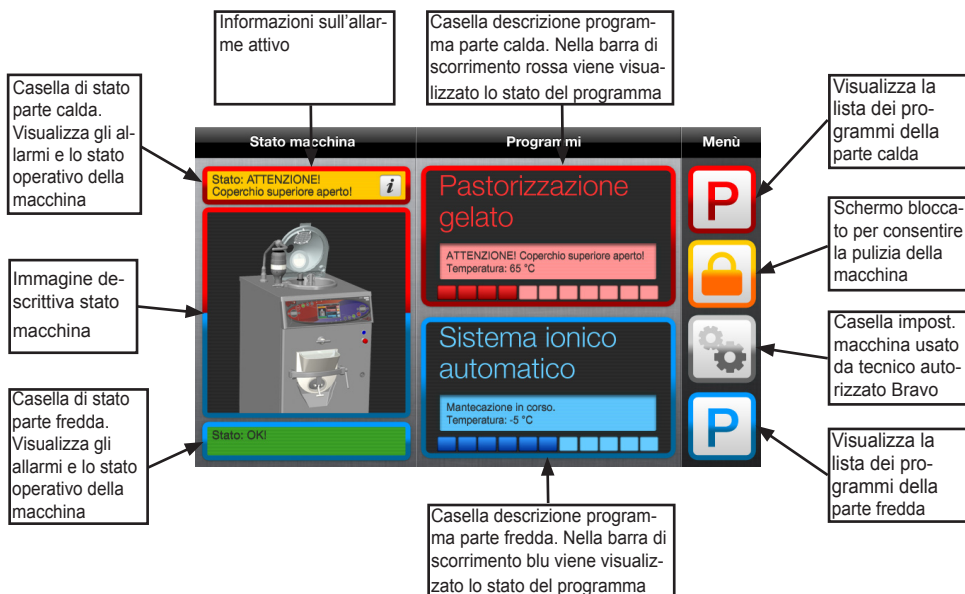 Informazioni sull'allar-
me attivo
Casella descrizione program-
ma parte calda. Nella barra di
scorrimento rossa viene visua-
lizzato lo stato del programma
Casella di stato
parte calda.
Visualizza gli al-
larmi e lo stato
operativo della
macchina
Visualizza la
lista dei pro-
grammi della
parte calda
Stato macchina
Programmi
Menù
Stato: ATTENZIONE!
Coperchio superiore aperto!
i
Pastorizzazione
gelato
ATTENZIONE! Coperchio superiore aperto!
Temperatura: 65 °C
P
Schermo blocca-
to per consentire
la pulizia della
macchina
Immagine de-
scrittiva stato
macchina
Sistema ionico
automatico
Mantecazione in corso.
Temperatura: -5 °C
Casella impost.
macchina usato
da tecnico auto-
rizzato Bravo
Casella di stato
parte fredda.
Visualizza gli
allarmi e lo stato
operativo della
macchina
Stato: OK!
P
Visualizza la
lista dei pro-
grammi della
parte fredda
Casella descrizione program-
ma parte fredda. Nella barra di
scorrimento blu viene visualiz-
zato lo stato del programma